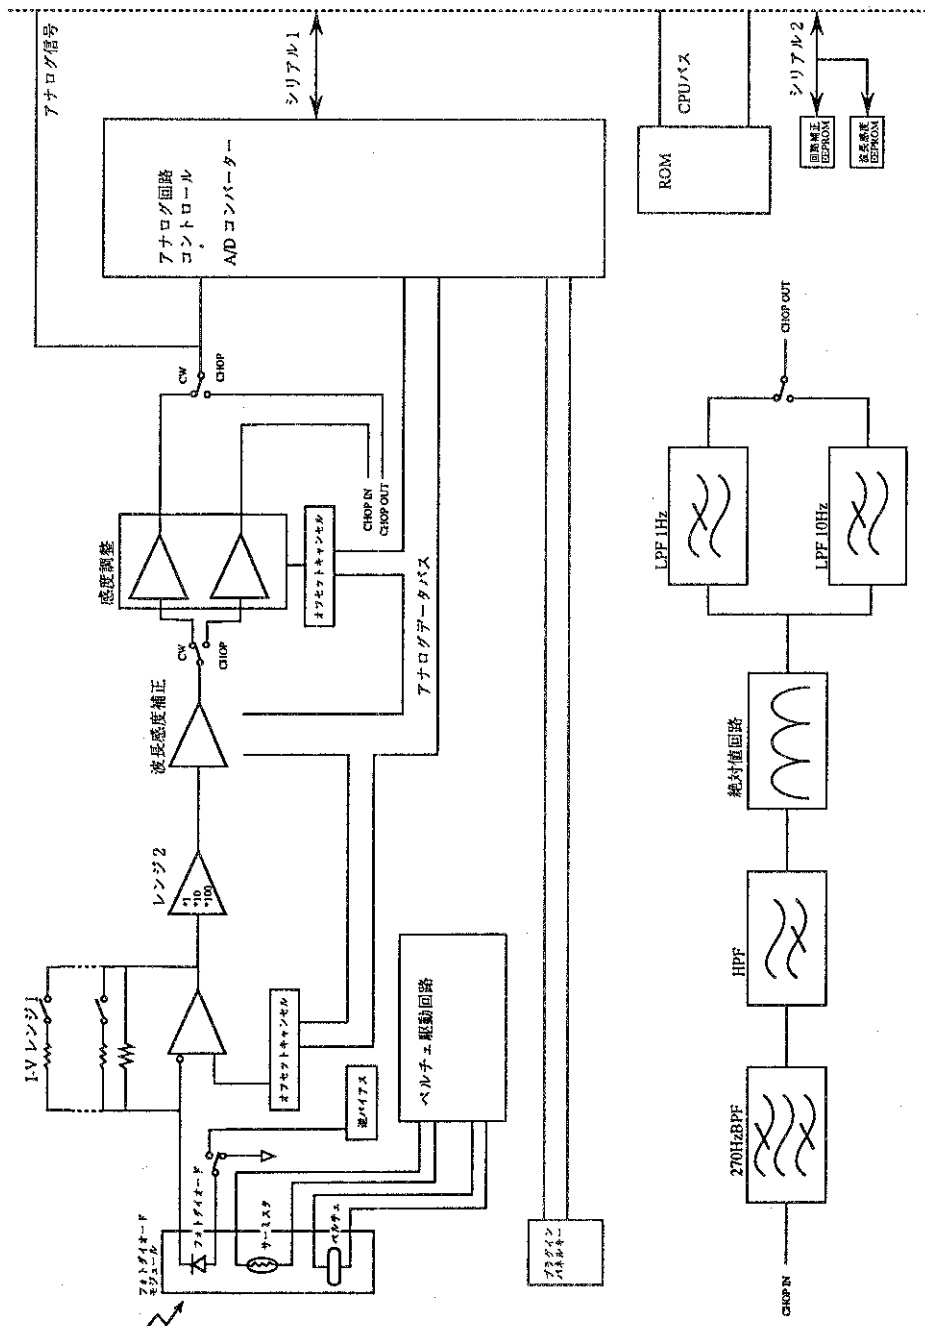 フォトダイオード
モジュール
フォトダイオード
サーミスタ
ペルチェ
I-V レンジ 1
オフセットキャンセル
逆バイアス
ペルチェ駆動回路
レンジ 2
*1
*10
*100
波長感度補正
CW
CHOP
感度調整
オフセットキャンセル
CHOP IN
CHOP OUT
CW
CHOP
アナログデータバス
アナログ信号
アナログ回路
コントロール
A/D コンバーター
シリアル 1
プラグイン
パネルキー
CPUバス
ROM
シリアル 2
回路補正
EEPROM
波長感度
EEPROM
CHOP IN
270HzBPF
HPF
絶対値回路
LPF 1Hz
LPF 10Hz
CHOP OUT